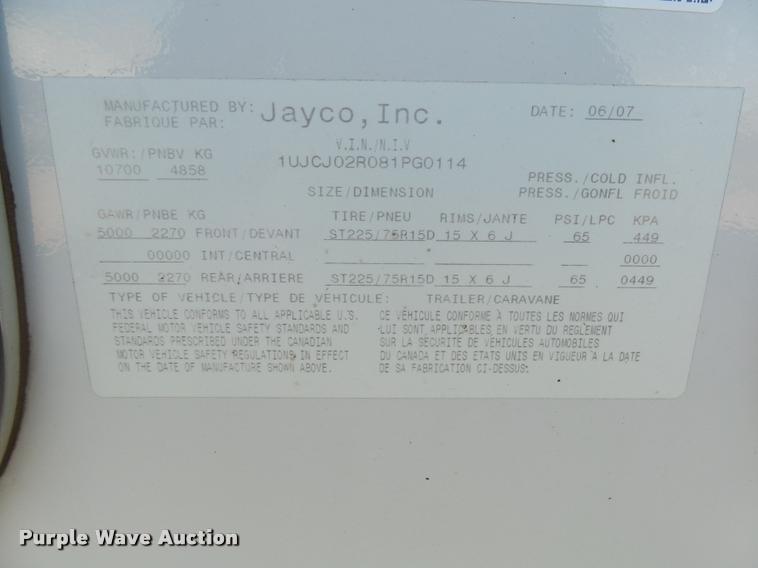 MANUFACTURED BY: Jayco, Inc. DATE: 06/07
FABRIQUE PAR:
V.I.N./N.I.V
GVWR:/PNBV KG 1UJCJ02R081PG0114
10700 4858 PRESS./COLD INFL.
SIZE/DIMENSION PRESS./GONFL FROID
GAWR/PNBE KG TIRE/PNEU RIMS/JANTE PSI/LPC KPA
5000 2270 FRONT/DEVANT ST225/75R15D 15 X 6 J 65 449
00000 INT/CENTRAL 0000
5000 2270 REAR/ARRIERE ST225/75R15D 15 X 6 J 65 0449
TYPE OF VEHICLE/TYPE DE VEHICULE: TRAILER/CARAVANE
THIS VEHICLE CONFORMS TO ALL APPLICABLE U.S.
FEDERAL MOTOR VEHICLE SAFETY STANDARDS AND
STANDARDS PRESCRIBED UNDER THE CANADIAN
MOTOR VEHICLE SAFETY REGULATIONS IN EFFECT
ON THE DATE OF MANUFACTURE SHOWN ABOVE.
CE VÉHICULE CONFORME À TOUTES LES NORMES QUI
LUI SONT APPLICABLES EN VERTU DU REGLEMENT
SUR LA SÉCURITÉ DE VÉHICULES AUTOMOBILES
DU CANADA ET DES ETATS UNIS EN VIGUEUR A LA DATE
DE SA FABRICATION CI-DESSUS.
Purple Wave Auction